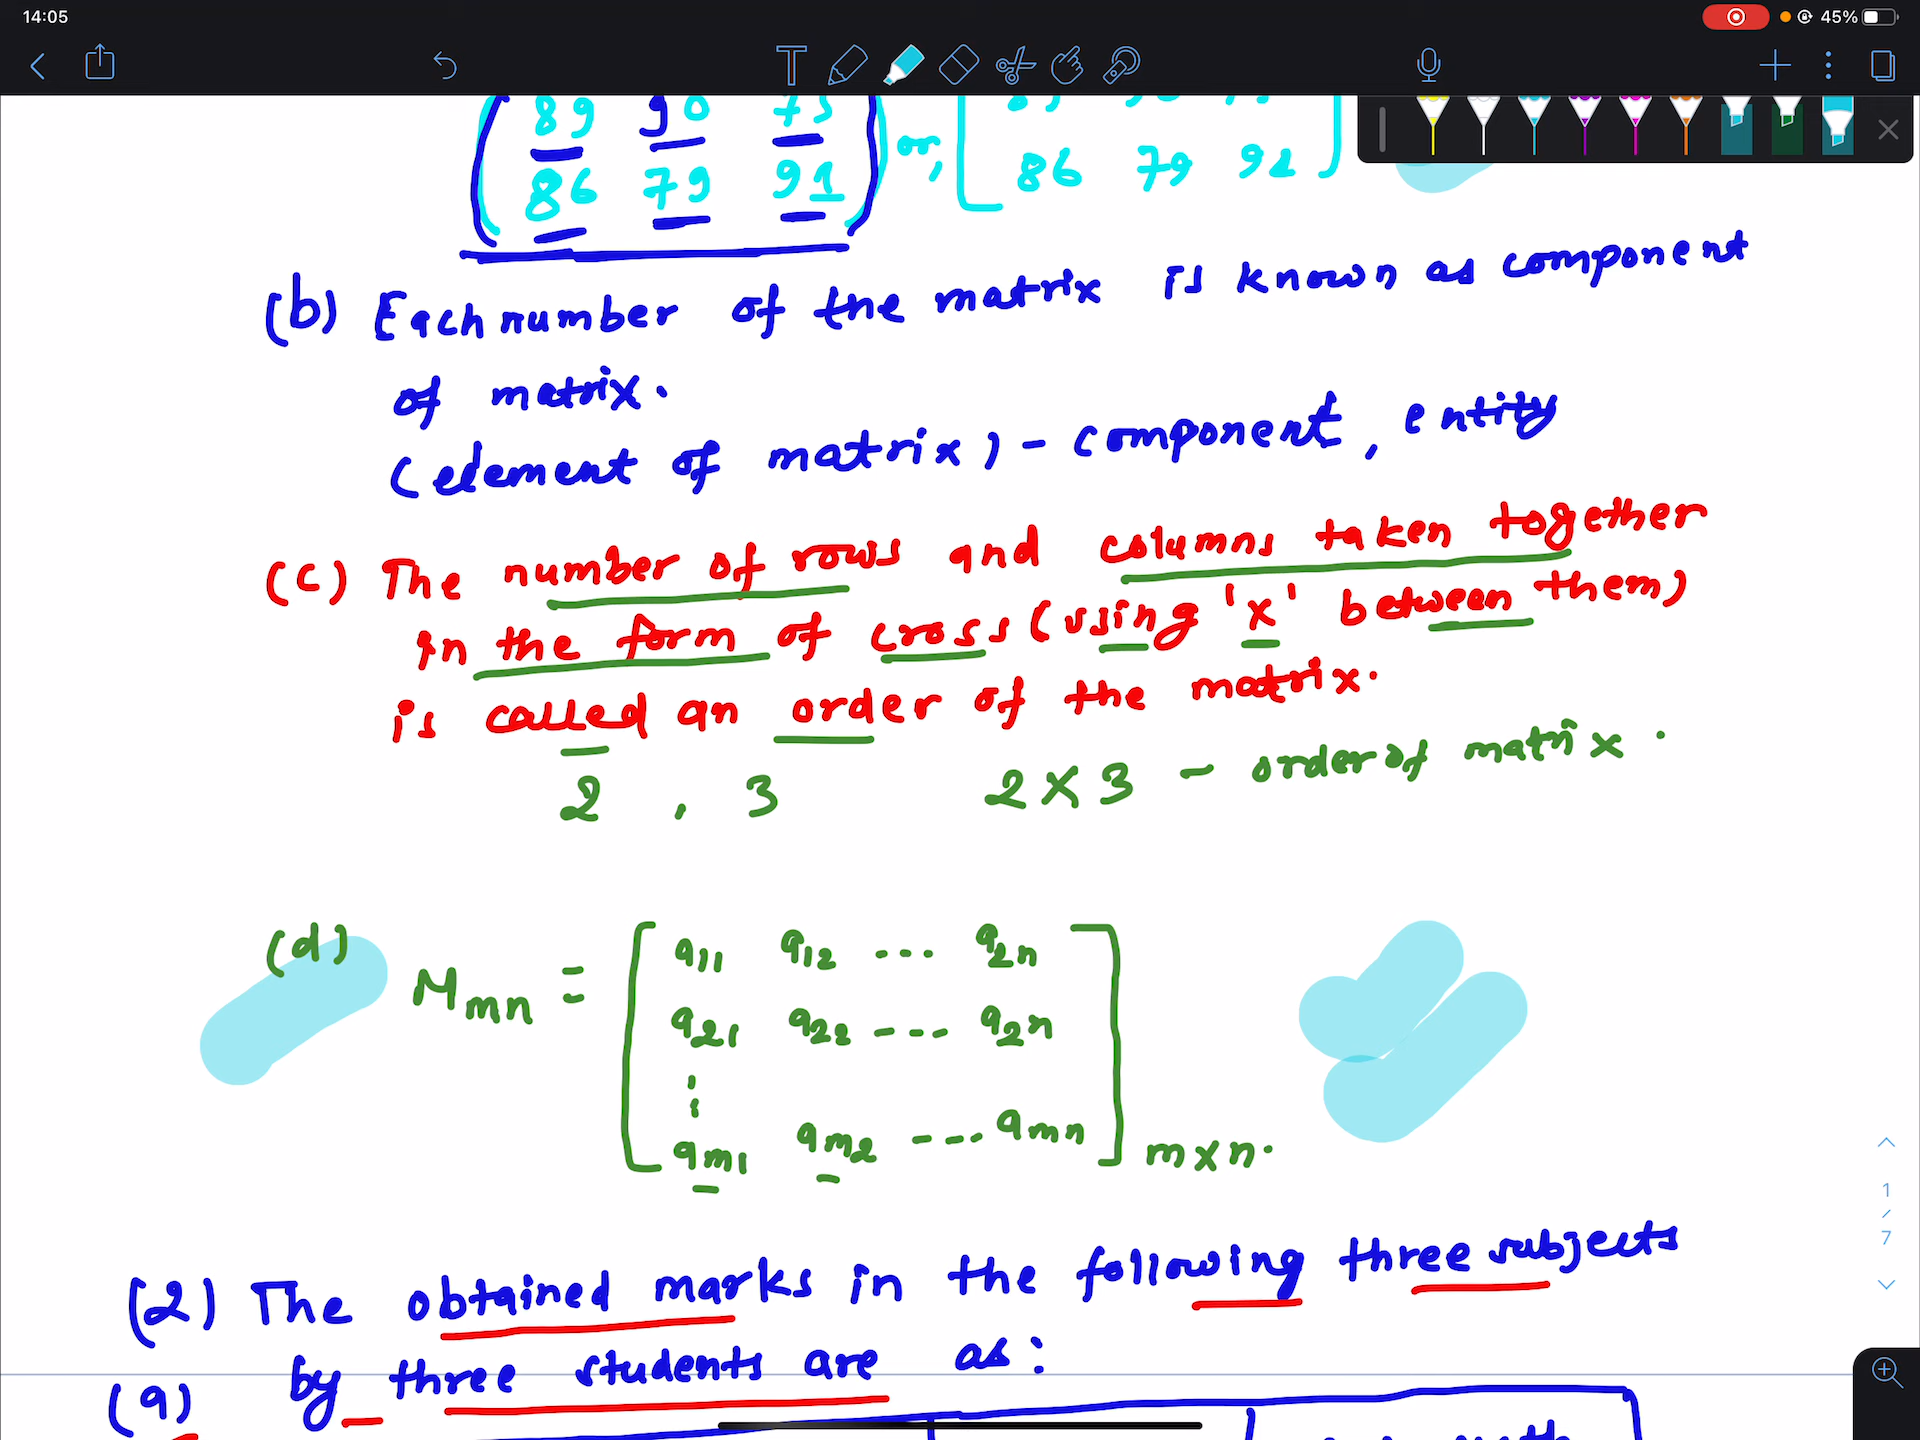 14:05
45%
89 90 75
86 79 91 or, 86 79 92
(b) Each number of the matrix is known as component
of matrix.
(element of matrix) - component, entity
(c) The number of rows and columns taken together
in the form of cross (using 'x' between them)
is called an order of the matrix.
2 , 3 2 × 3 - order of matrix.
(d) Mmn = a11 a12 ... a2n
a21 a22 ---- a2n
⋮
am1 am2 ---- amn m×n.
1
/
7
(2) The obtained marks in the following three subjects
by three students are as:
(a)